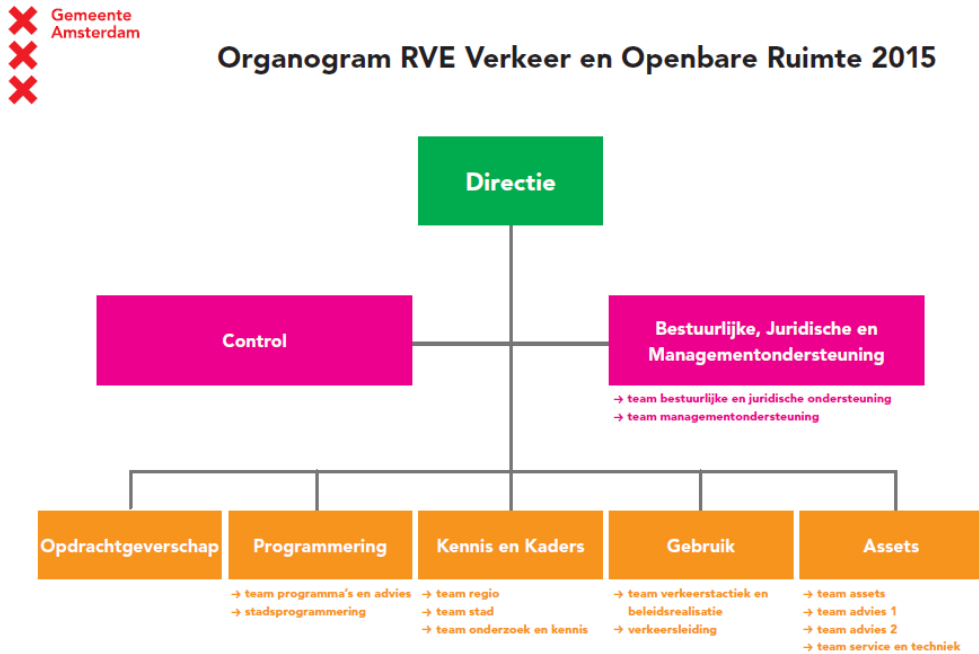 Gemeente
Amsterdam
Organogram RVE Verkeer en Openbare Ruimte 2015
Directie
Control
Bestuurlijke, Juridische en
Managementondersteuning
→ team bestuurlijke en juridische ondersteuning
→ team managementondersteuning
Opdrachtgeverschap
Programmering
→ team programma's en advies
→ stadsprogrammering
Kennis en Kaders
→ team regio
→ team stad
→ team onderzoek en kennis
Gebruik
→ team verkeerstactiek en
beleidsrealisatie
→ verkeersleiding
Assets
→ team assets
→ team advies 1
→ team advies 2
→ team service en techniek